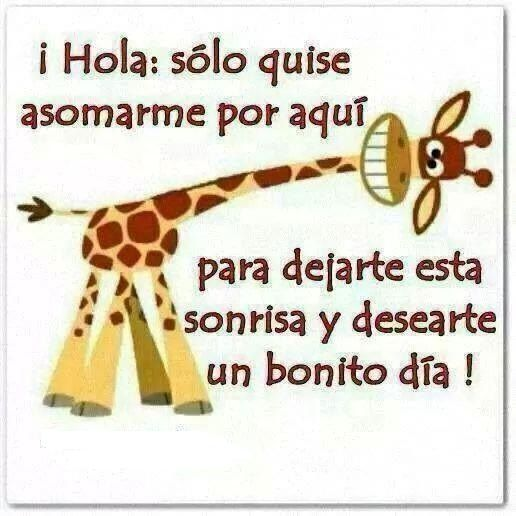 ¡ Hola: sólo quise
asomarme por aquí
para dejarte esta
sonrisa y desearte
un bonito día !